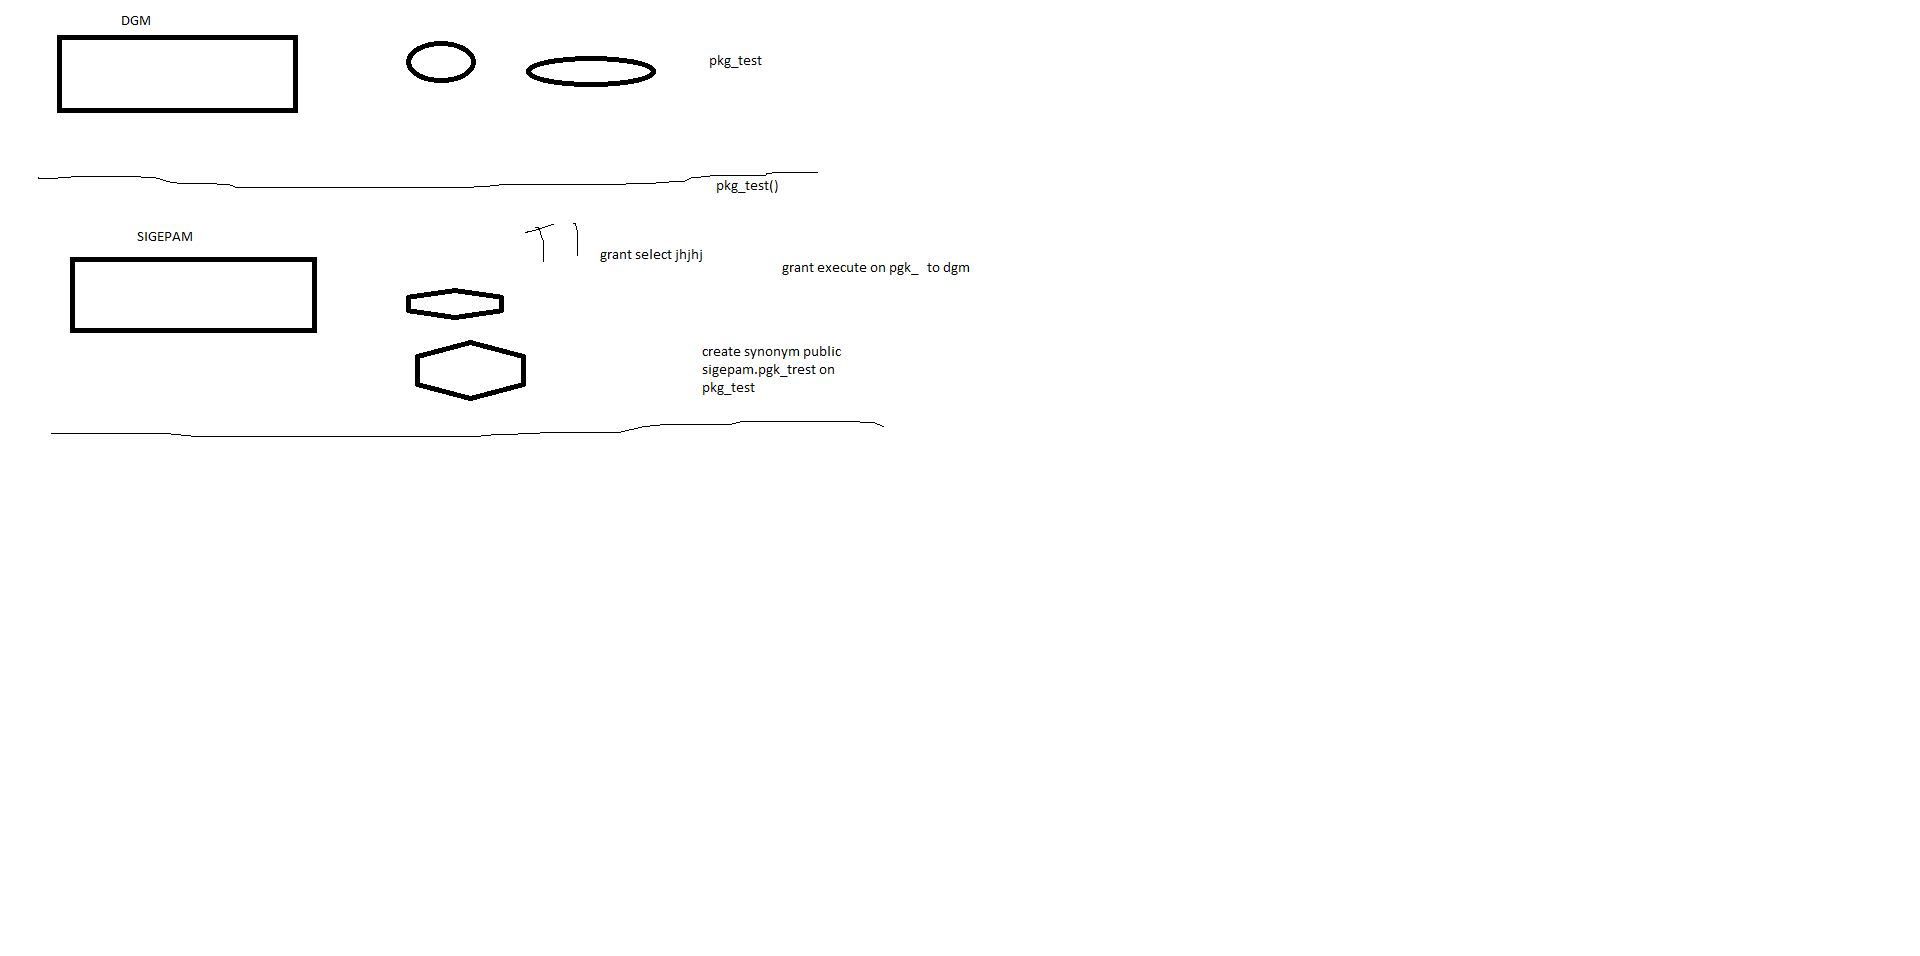 DGM
pkg_test
pkg_test()
SIGEPAM
T1
grant select jhjhj
grant execute on pgk_  to dgm
create synonym public
sigepam.pgk_trest on
pkg_test